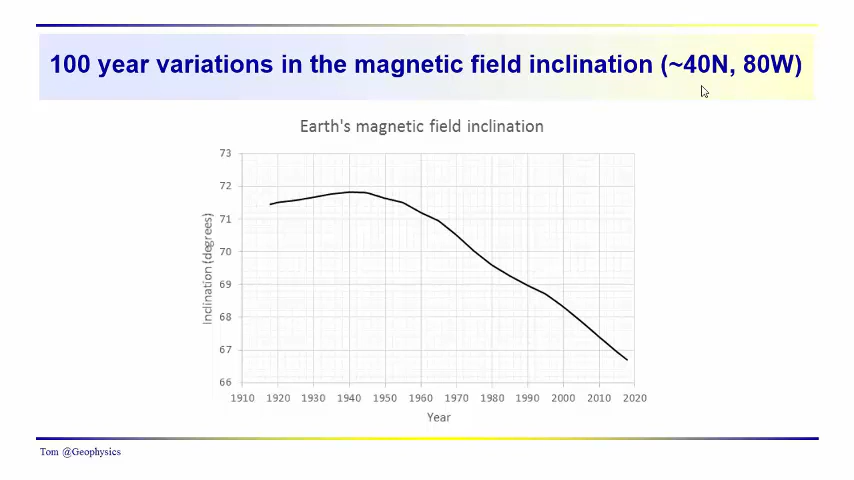 100 year variations in the magnetic field inclination (~40N, 80W)
Earth's magnetic field inclination
73
72
71
70
69
68
67
66
Inclination (degrees)
1910 1920 1930 1940 1950 1960 1970 1980 1990 2000 2010 2020
Year
Tom @Geophysics